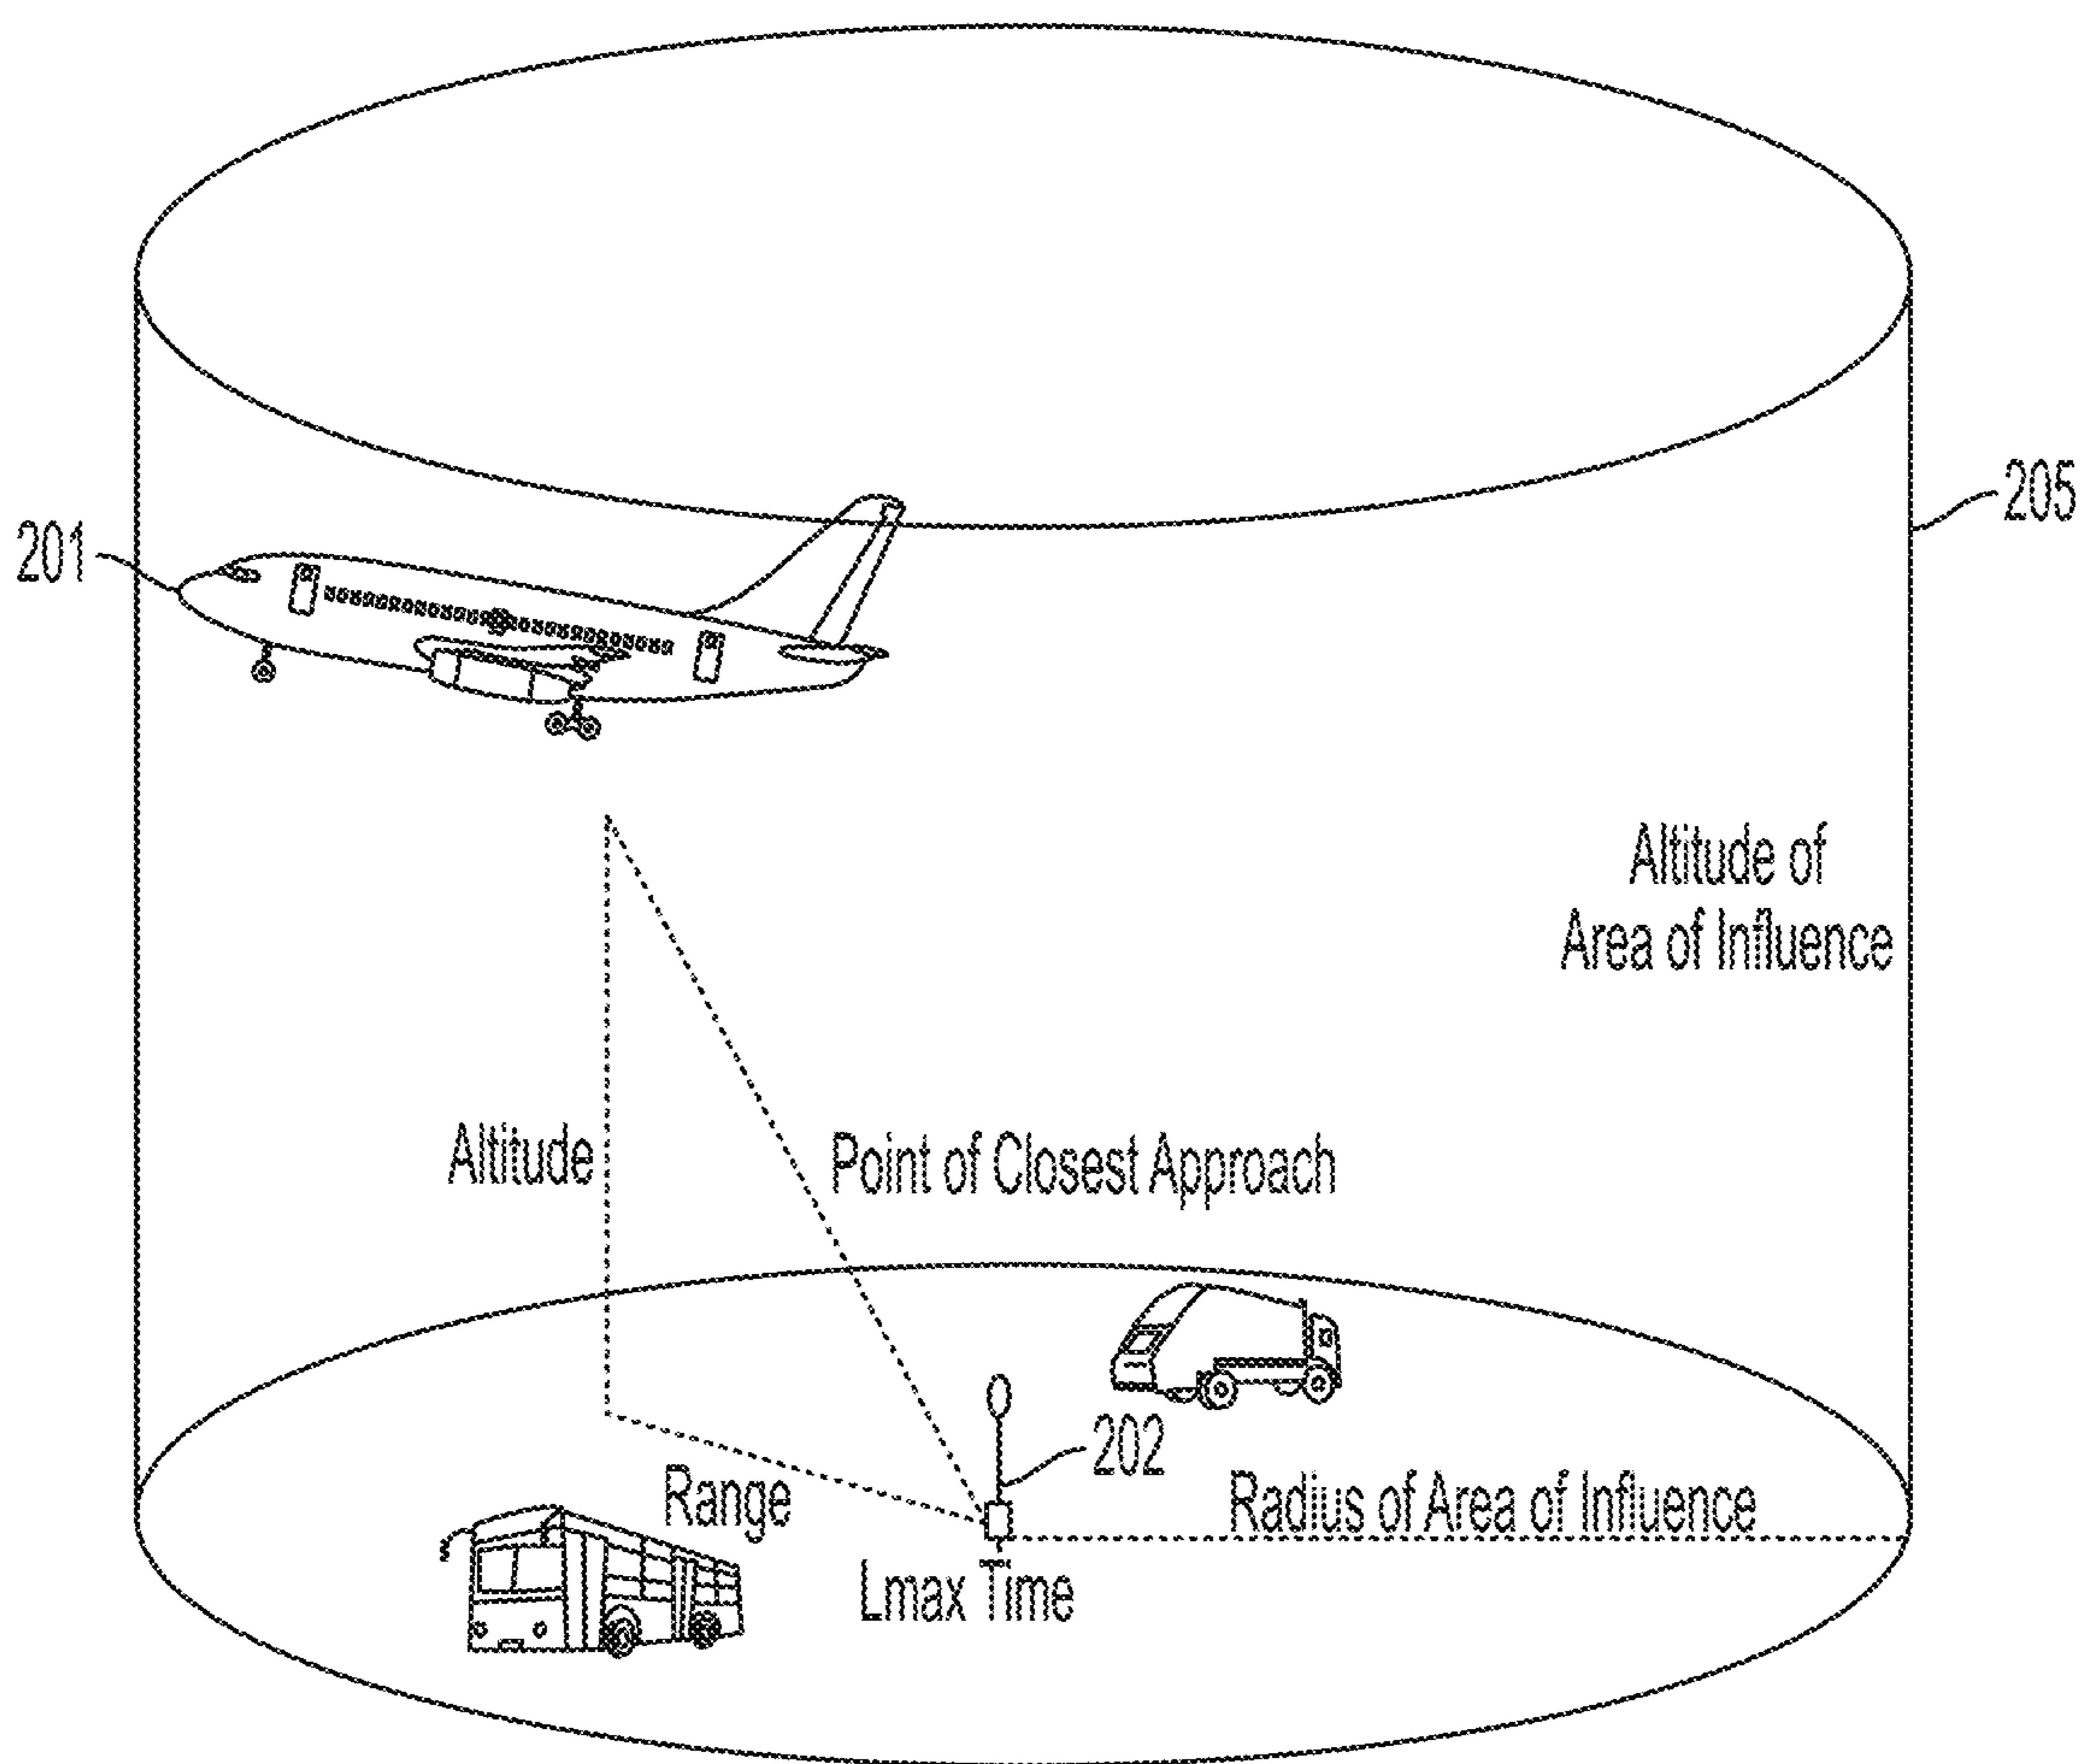 205
201
Altitude of
Area of Influence
Altitude
Point of Closest Approach
202
Range
Radius of Area of Influence
Lmax Time